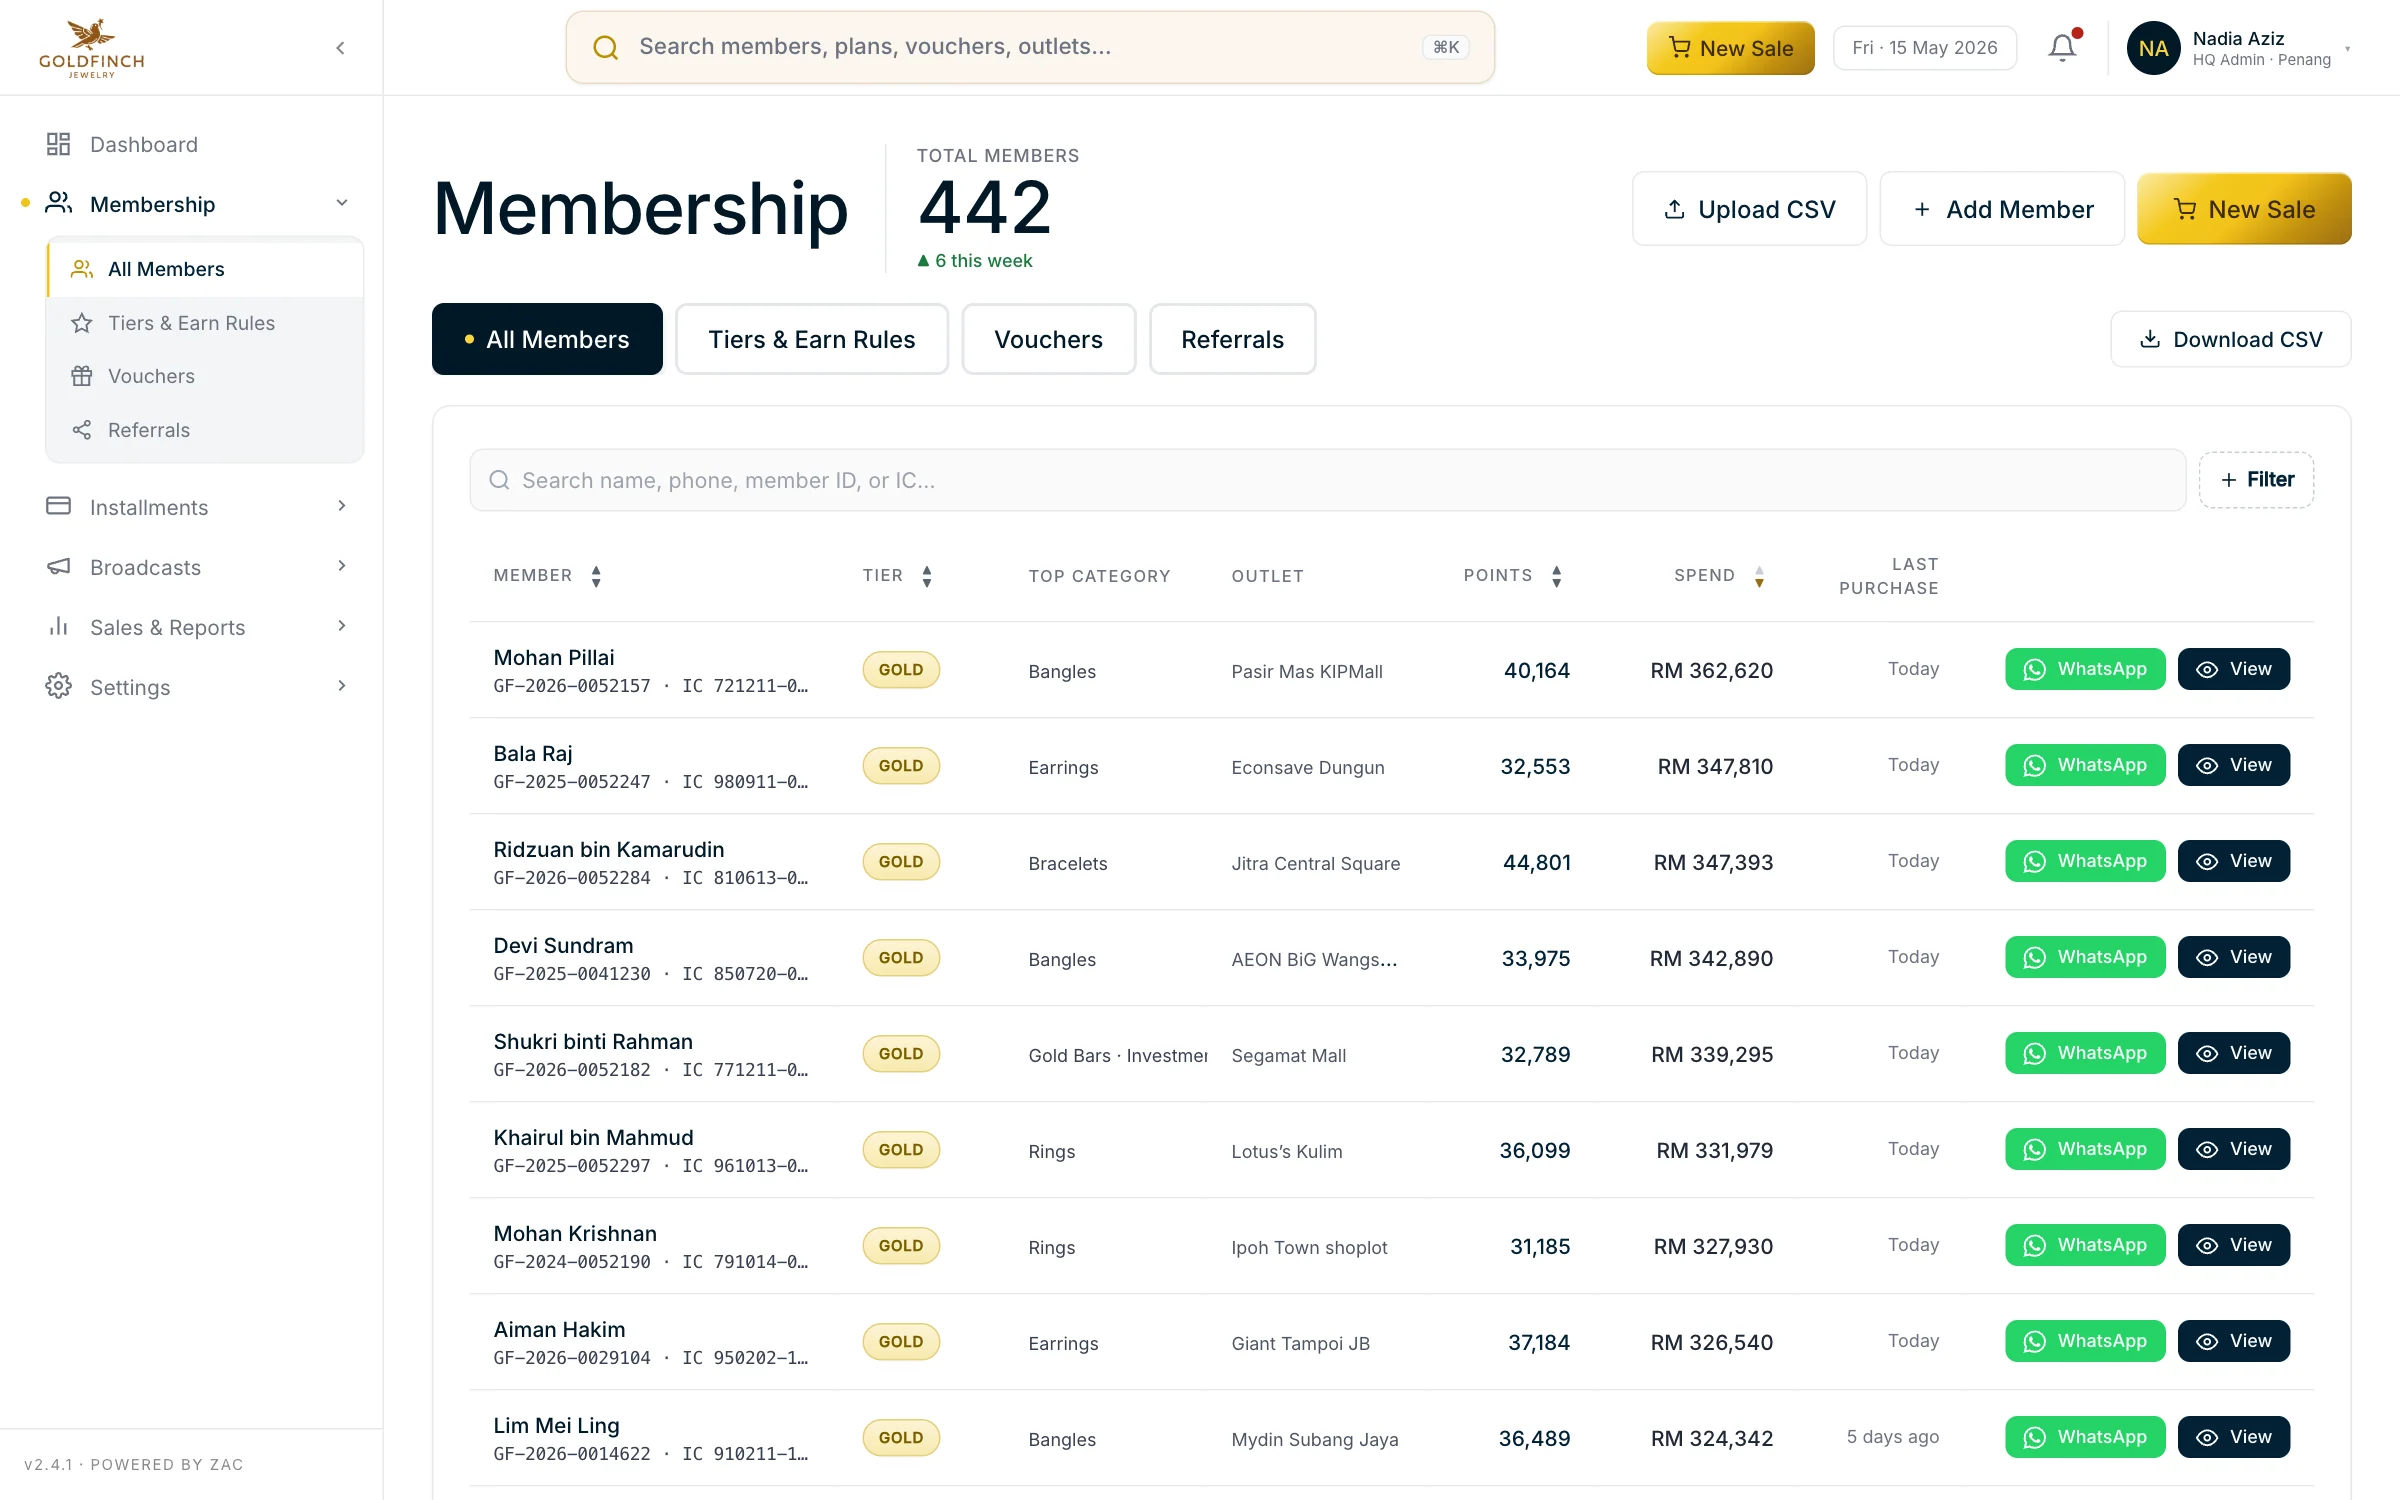 GOLDFINCH
JEWELRY
Search members, plans, vouchers, outlets...
⌘K
New Sale
Fri · 15 May 2026
NA
Nadia Aziz
HQ Admin · Penang
Dashboard
Membership
All Members
Tiers & Earn Rules
Vouchers
Referrals
Installments
Broadcasts
Sales & Reports
Settings
v2.4.1 · POWERED BY ZAC
Membership
TOTAL MEMBERS
442
▲ 6 this week
Upload CSV
+ Add Member
New Sale
All Members
Tiers & Earn Rules
Vouchers
Referrals
Download CSV
Search name, phone, member ID, or IC...
+ Filter
MEMBER TIER TOP CATEGORY OUTLET POINTS SPEND LAST PURCHASE
Mohan Pillai
GF-2026-0052157 · IC 721211-0…
GOLD Bangles Pasir Mas KIPMall 40,164 RM 362,620 Today WhatsApp View
Bala Raj
GF-2025-0052247 · IC 980911-0…
GOLD Earrings Econsave Dungun 32,553 RM 347,810 Today WhatsApp View
Ridzuan bin Kamarudin
GF-2026-0052284 · IC 810613-0…
GOLD Bracelets Jitra Central Square 44,801 RM 347,393 Today WhatsApp View
Devi Sundram
GF-2025-0041230 · IC 850720-0…
GOLD Bangles AEON BiG Wangs... 33,975 RM 342,890 Today WhatsApp View
Shukri binti Rahman
GF-2026-0052182 · IC 771211-0…
GOLD Gold Bars · Investmen Segamat Mall 32,789 RM 339,295 Today WhatsApp View
Khairul bin Mahmud
GF-2025-0052297 · IC 961013-0…
GOLD Rings Lotus's Kulim 36,099 RM 331,979 Today WhatsApp View
Mohan Krishnan
GF-2024-0052190 · IC 791014-0…
GOLD Rings Ipoh Town shoplot 31,185 RM 327,930 Today WhatsApp View
Aiman Hakim
GF-2026-0029104 · IC 950202-1…
GOLD Earrings Giant Tampoi JB 37,184 RM 326,540 Today WhatsApp View
Lim Mei Ling
GF-2026-0014622 · IC 910211-1…
GOLD Bangles Mydin Subang Jaya 36,489 RM 324,342 5 days ago WhatsApp View